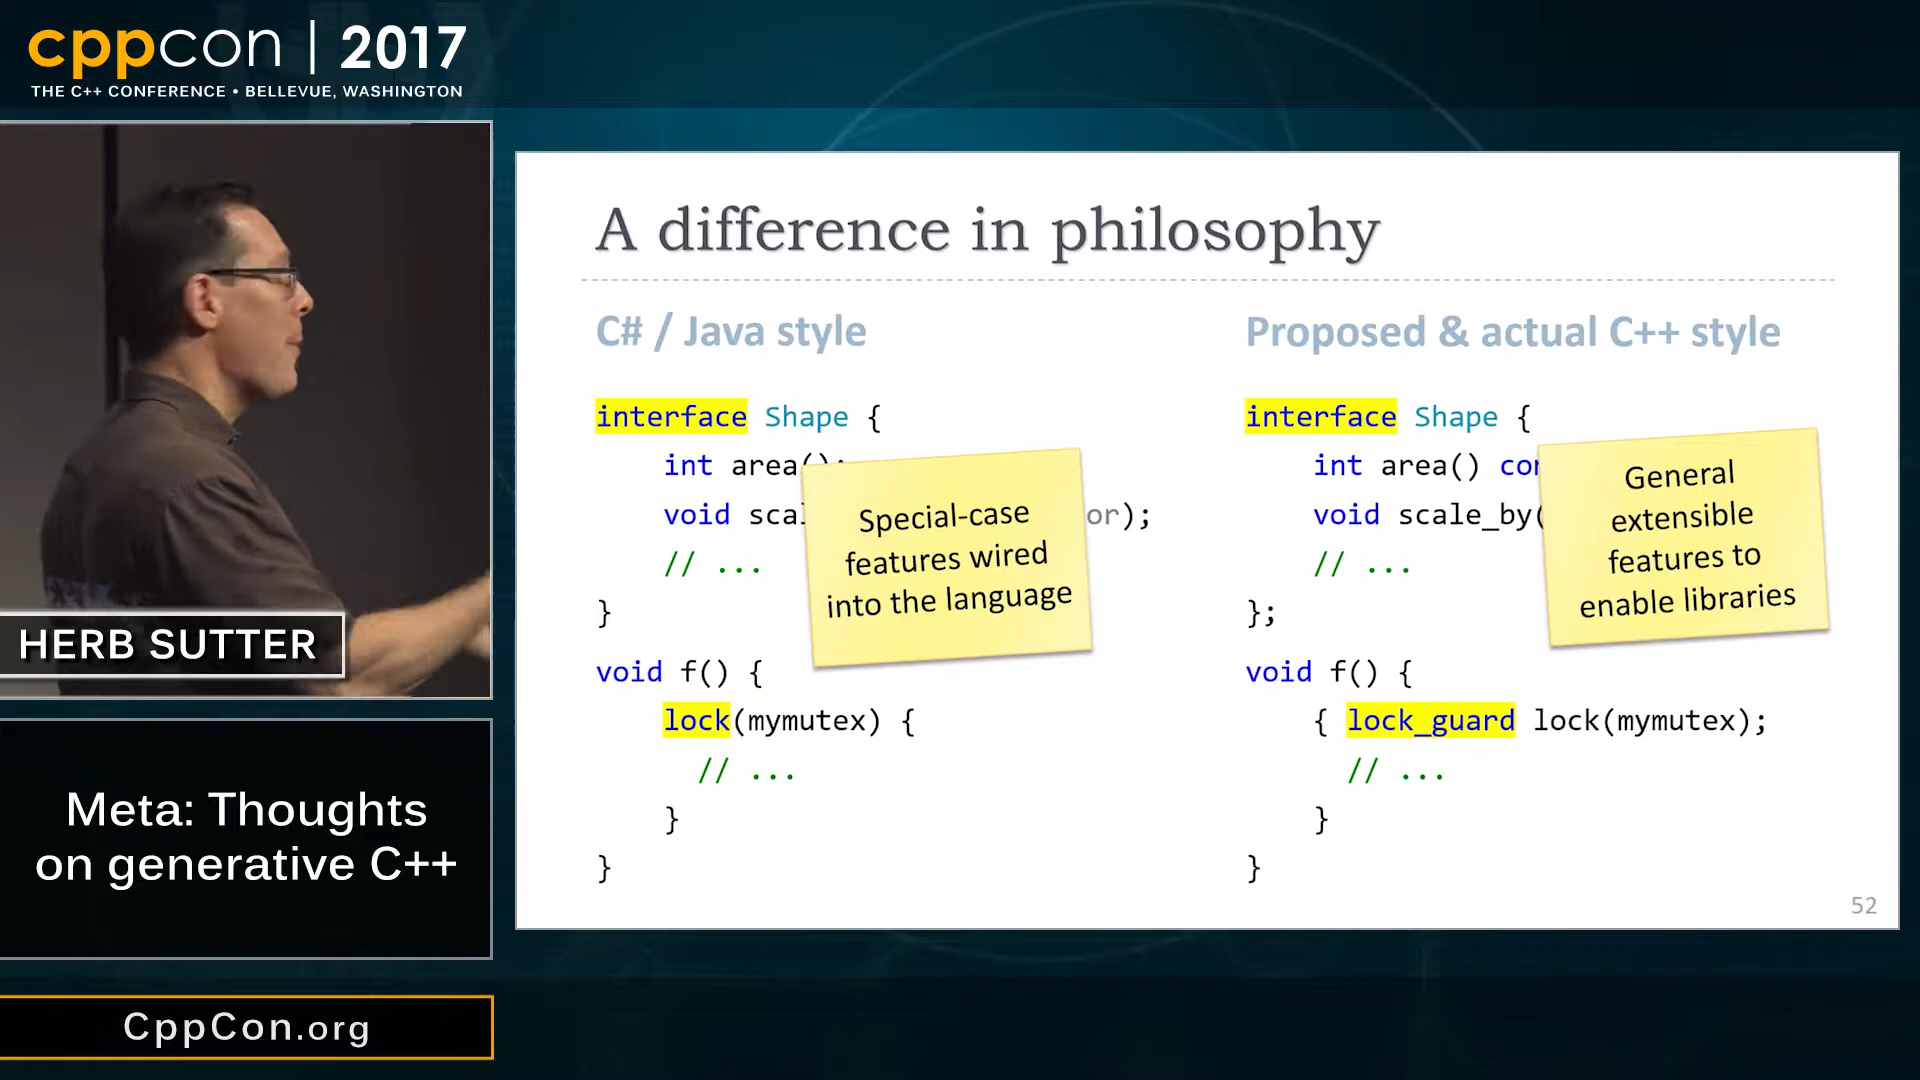 cppcon | 2017
THE C++ CONFERENCE • BELLEVUE, WASHINGTON
HERB SUTTER
Meta: Thoughts
on generative C++
CppCon.org
A difference in philosophy
C# / Java style
interface Shape {
int area();
void scal
or);
// ...
}
void f() {
lock(mymutex) {
// ...
}
}
Special-case
features wired
into the language
Proposed & actual C++ style
interface Shape {
int area() con
void scale_by(
// ...
};
void f() {
{ lock_guard lock(mymutex);
// ...
}
}
General
extensible
features to
enable libraries
52